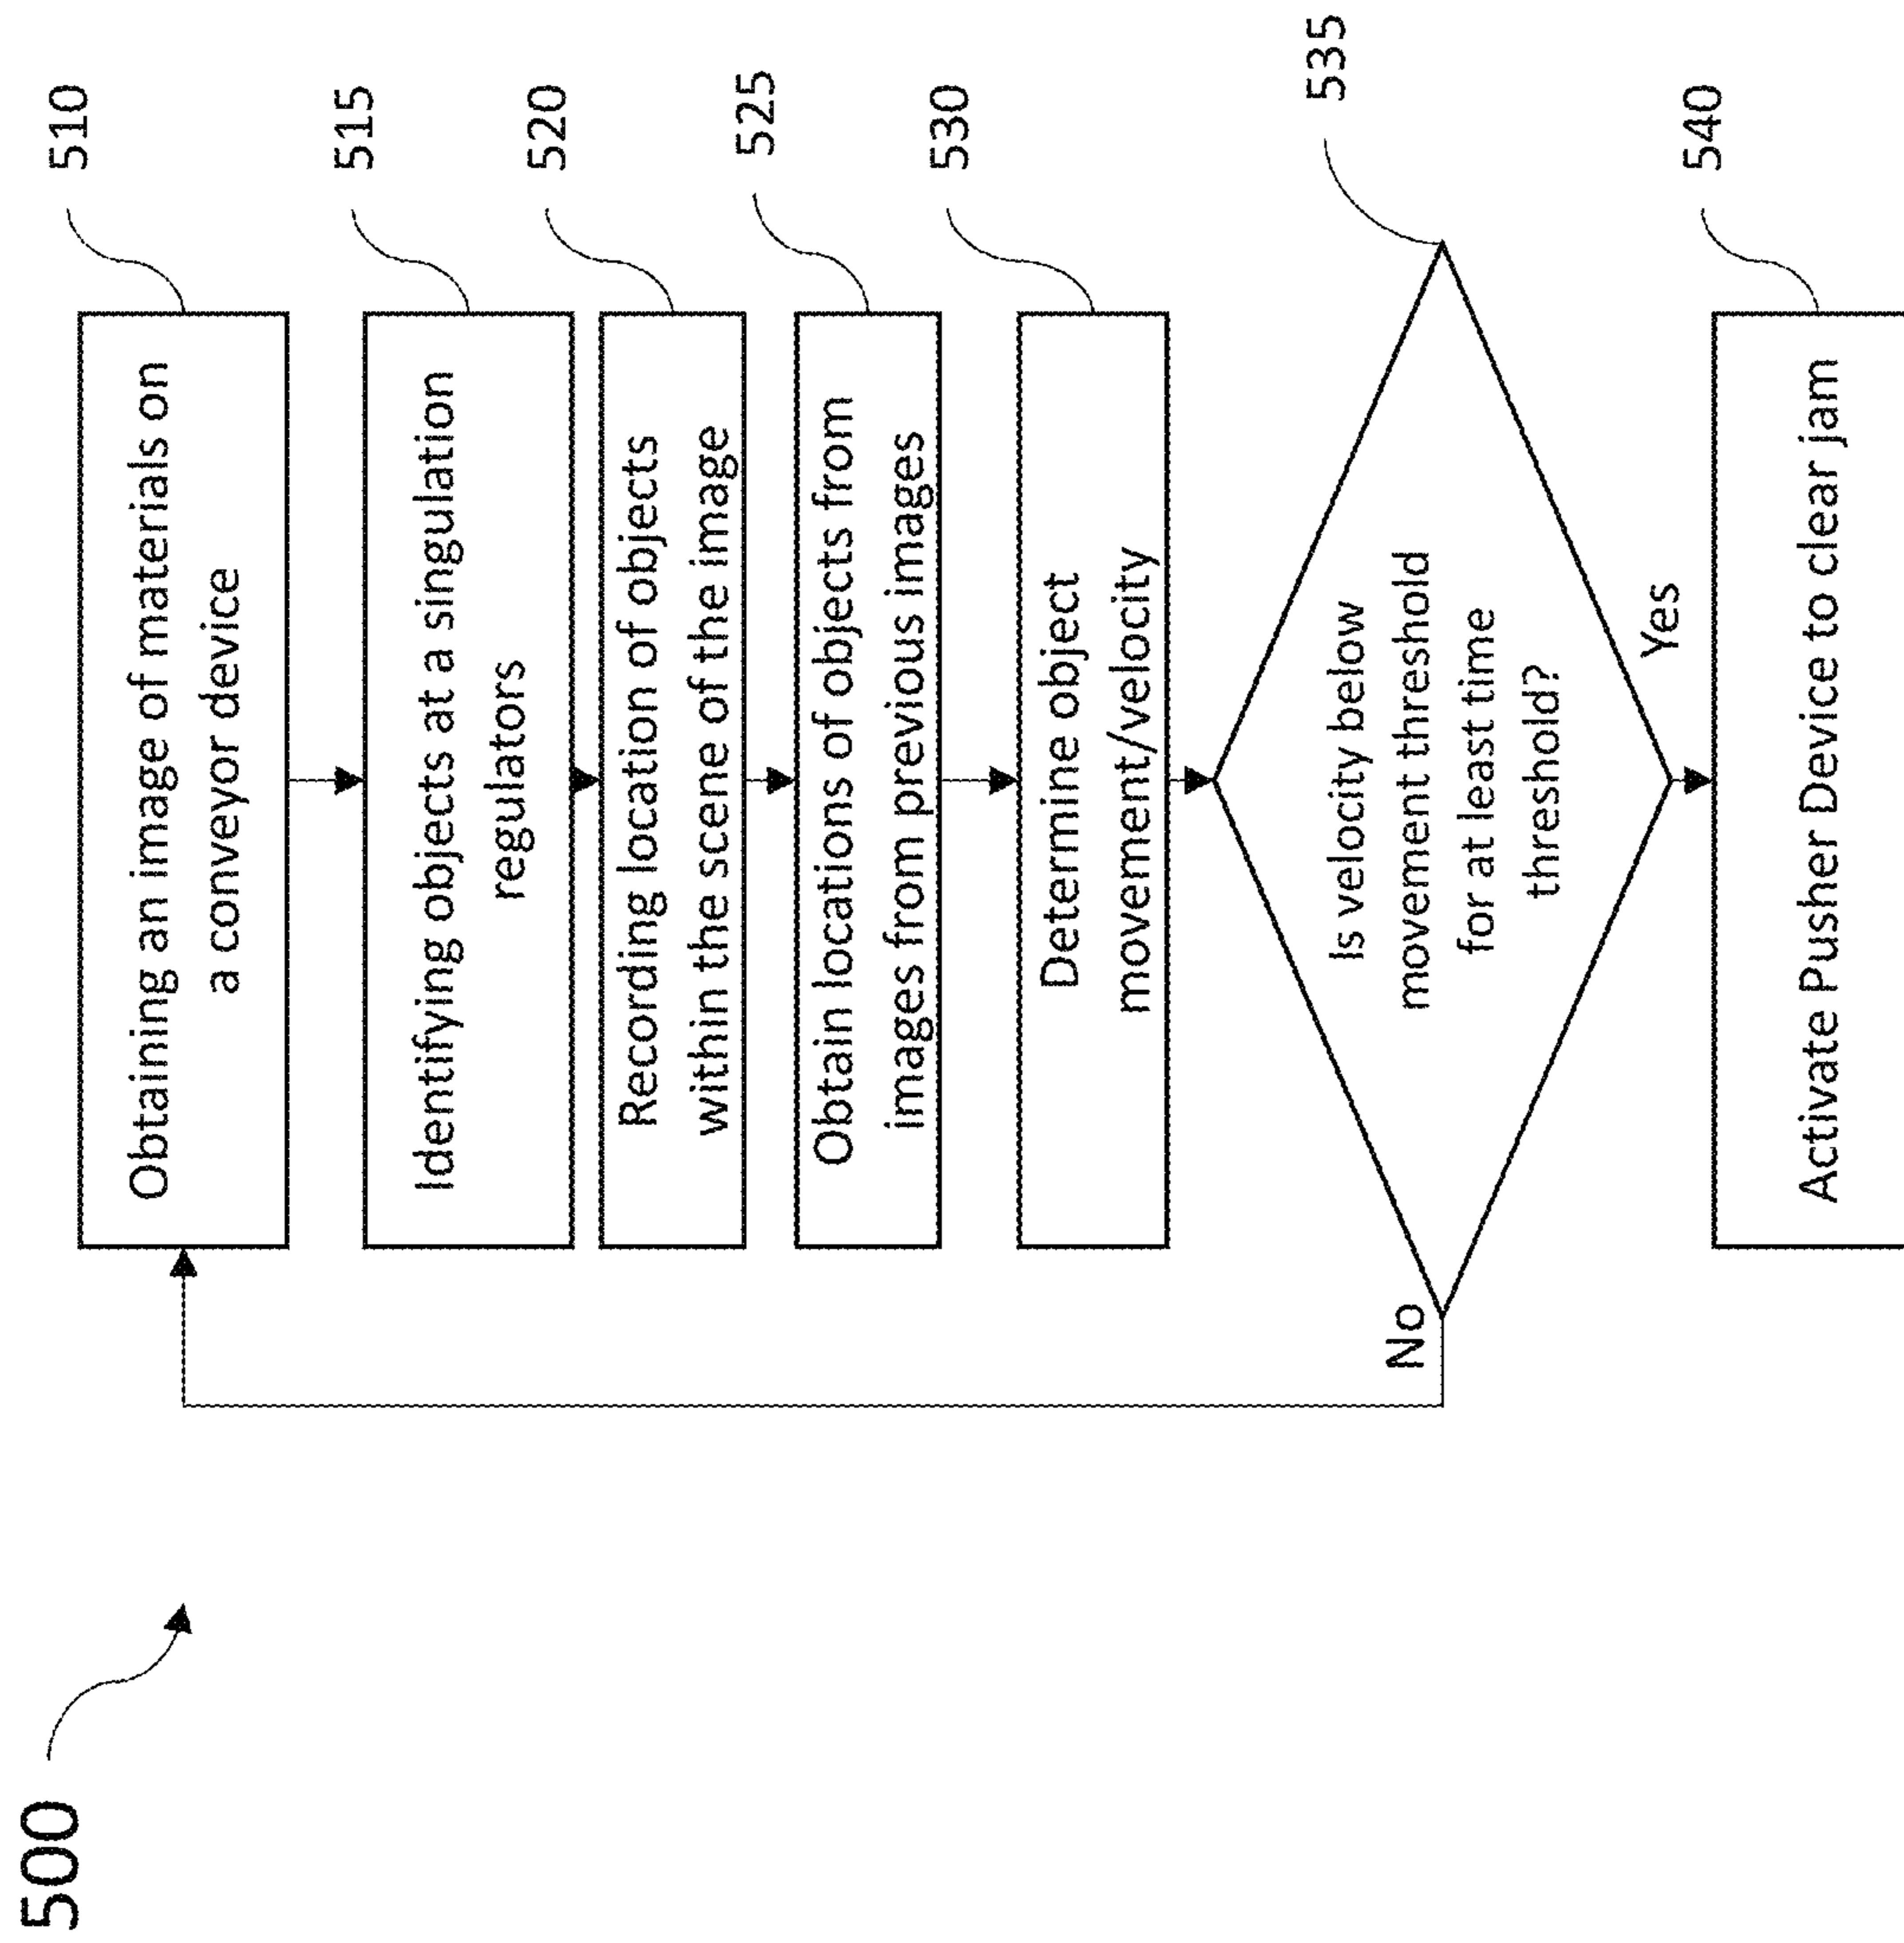 500
Obtaining an image of materials on
a conveyor device
510
Identifying objects at a singulation
regulators
515
Recording location of objects
within the scene of the image
520
Obtain locations of objects from
images from previous images
525
Determine object
movement/velocity
530
Is velocity below
movement threshold
for at least time
threshold?
535
No
Yes
Activate Pusher Device to clear jam
540